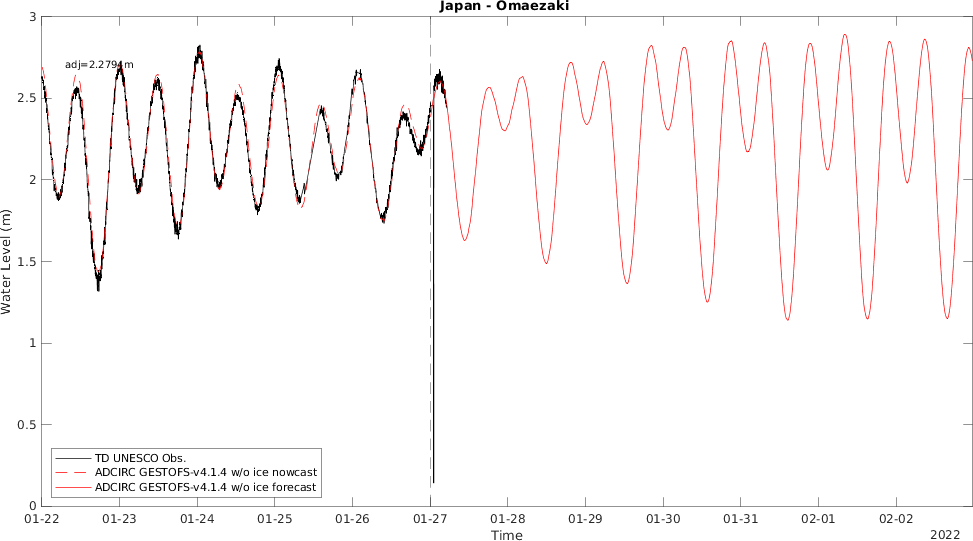 Japan - Omaezaki
adj=2.2794m
3
2.5
2
1.5
1
0.5
0
Water Level (m)
TD UNESCO Obs.
ADCIRC GESTOFS-v4.1.4 w/o ice nowcast
ADCIRC GESTOFS-v4.1.4 w/o ice forecast
01-22 01-23 01-24 01-25 01-26 01-27 01-28 01-29 01-30 01-31 02-01 02-02
Time
2022